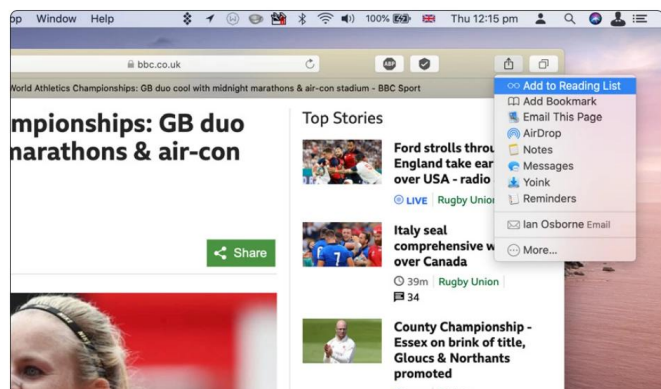 Window Help 100% Thu 12:15 pm
bbc.co.uk
ABP
World Athletics Championships: GB duo cool with midnight marathons & air-con stadium - BBC Sport
Add to Reading List
Add Bookmark
Email This Page
AirDrop
Notes
Messages
Yoink
Reminders
Ian Osborne Email
More...
mpionships: GB duo
marathons & air-con
Share
Top Stories
Ford strolls throu
England take ear
over USA - radio
LIVE Rugby Unio
Italy seal
comprehensive w
over Canada
39m Rugby Union
34
County Championship -
Essex on brink of title,
Gloucs & Northants
promoted